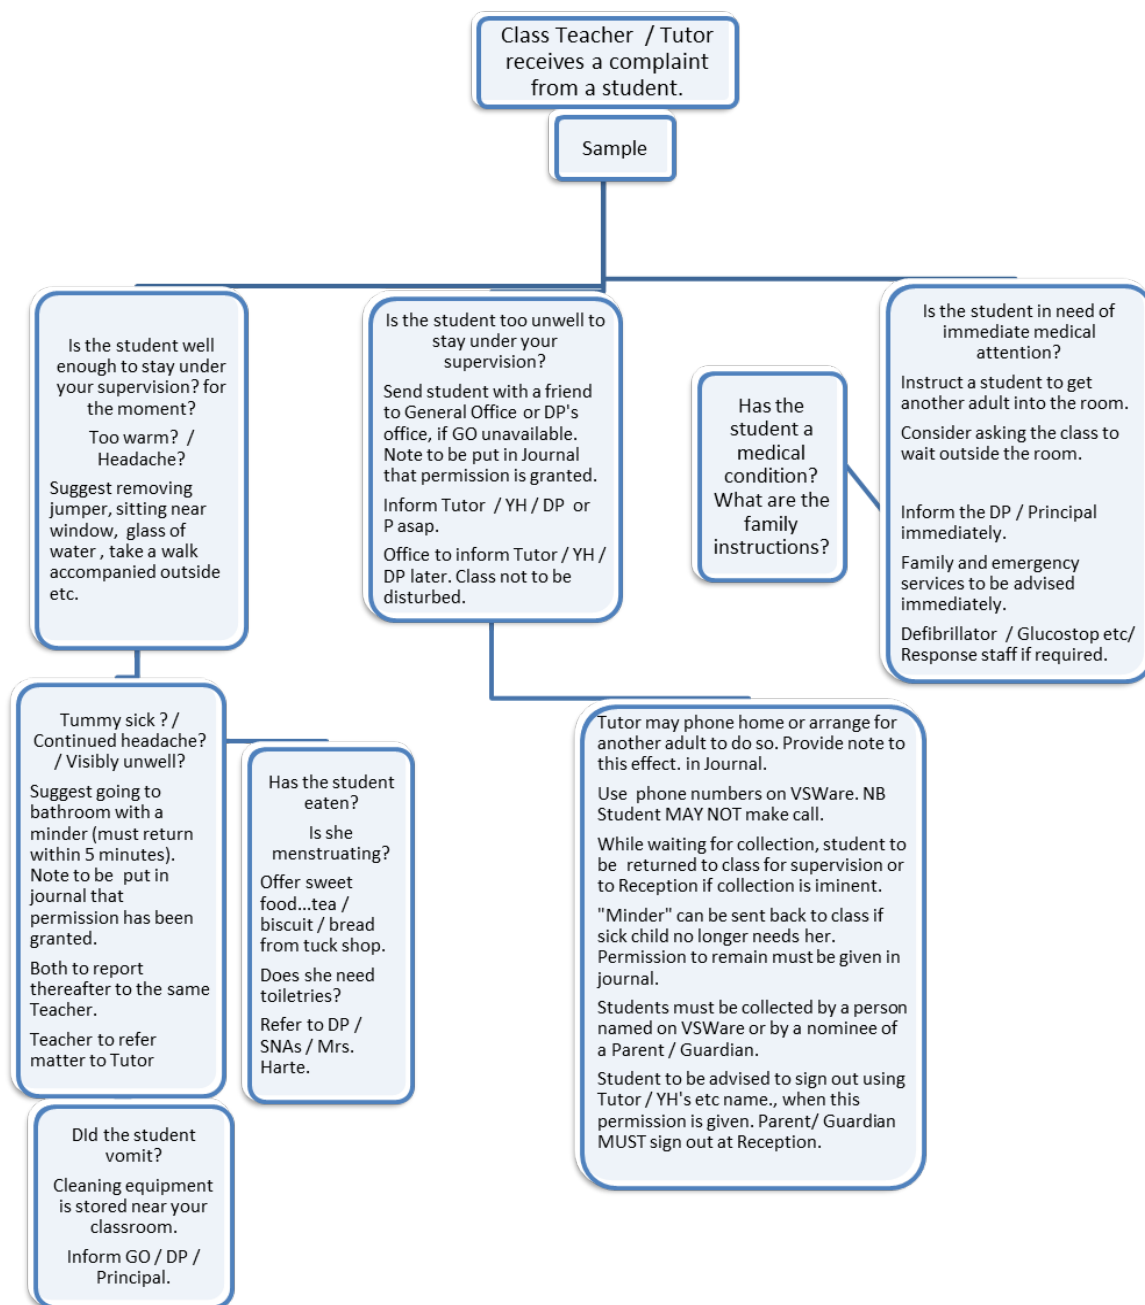 Class Teacher / Tutor
receives a complaint
from a student.
Sample
Is the student well
enough to stay under
your supervision? for
the moment?
Too warm? /
Headache?
Suggest removing
jumper, sitting near
window, glass of
water , take a walk
accompanied outside
etc.
Is the student too unwell to
stay under your
supervision?
Send student with a friend
to General Office or DP's
office, if GO unavailable.
Note to be put in Journal
that permission is granted.
Inform Tutor / YH / DP or
P asap.
Office to inform Tutor / YH /
DP later. Class not to be
disturbed.
Has the
student a
medical
condition?
What are the
family
instructions?
Is the student in need of
immediate medical
attention?
Instruct a student to get
another adult into the room.
Consider asking the class to
wait outside the room.
Inform the DP / Principal
immediately.
Family and emergency
services to be advised
immediately.
Defibrillator / Glucostop etc/
Response staff if required.
Tummy sick ? /
Continued headache?
/ Visibly unwell?
Suggest going to
bathroom with a
minder (must return
within 5 minutes).
Note to be put in
journal that
permission has been
granted.
Both to report
thereafter to the same
Teacher.
Teacher to refer
matter to Tutor
Has the student
eaten?
Is she
menstruating?
Offer sweet
food...tea /
biscuit / bread
from tuck shop.
Does she need
toiletries?
Refer to DP /
SNAs / Mrs.
Harte.
Tutor may phone home or arrange for
another adult to do so. Provide note to
this effect. in Journal.
Use phone numbers on VSWare. NB
Student MAY NOT make call.
While waiting for collection, student to
be returned to class for supervision or
to Reception if collection is iminent.
"Minder" can be sent back to class if
sick child no longer needs her.
Permission to remain must be given in
journal.
Students must be collected by a person
named on VSWare or by a nominee of
a Parent / Guardian.
Student to be advised to sign out using
Tutor / YH's etc name., when this
permission is given. Parent/ Guardian
MUST sign out at Reception.
DId the student
vomit?
Cleaning equipment
is stored near your
classroom.
Inform GO / DP /
Principal.